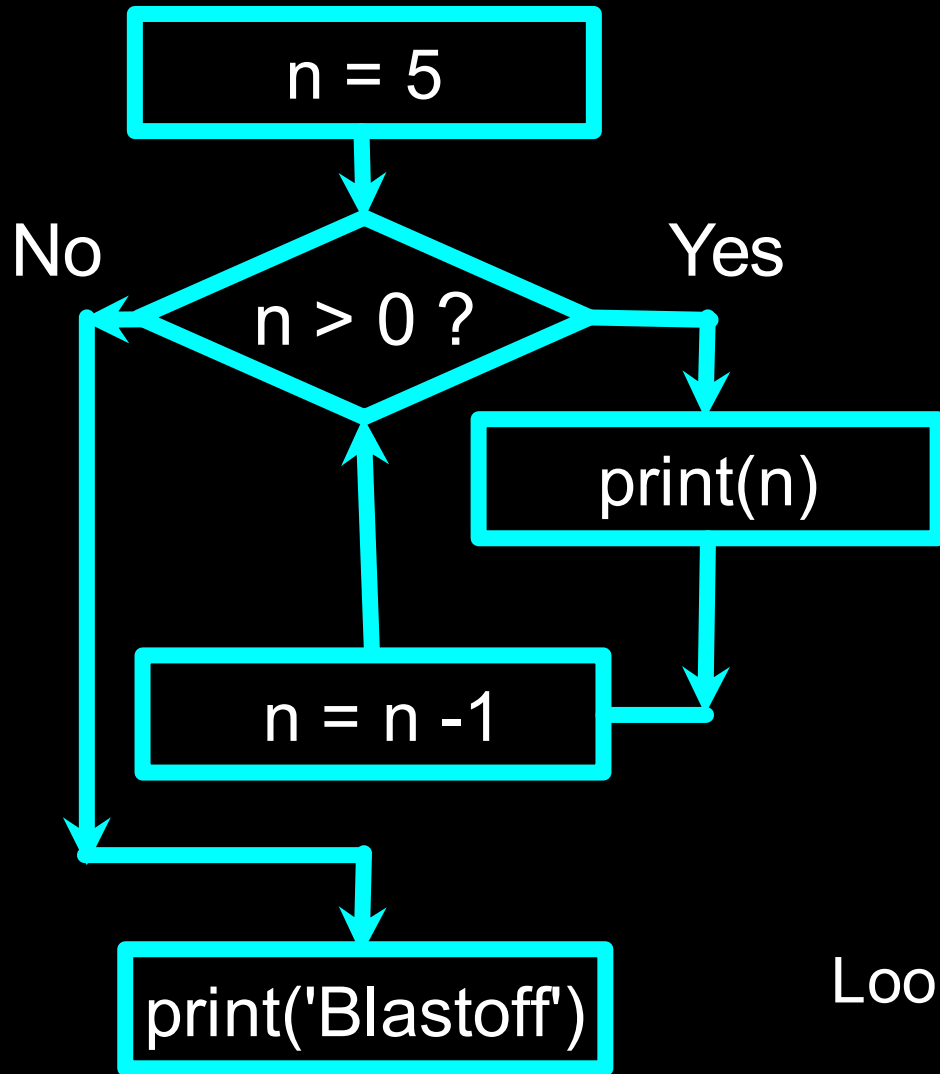 n = 5
No
Yes
n > 0 ?
print(n)
n = n -1
print('Blastoff')
Loo